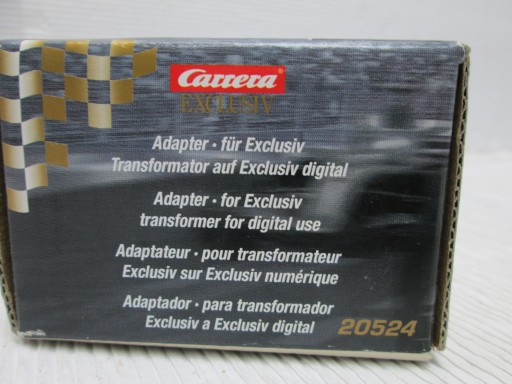 Carrera®
EXCLUSIV
Adapter · für Exclusiv
Transformator auf Exclusiv digital
Adapter · for Exclusiv
transformer for digital use
Adaptateur · pour transformateur
Exclusiv sur Exclusiv numérique
Adaptador · para transformador
Exclusiv a Exclusiv digital
20524